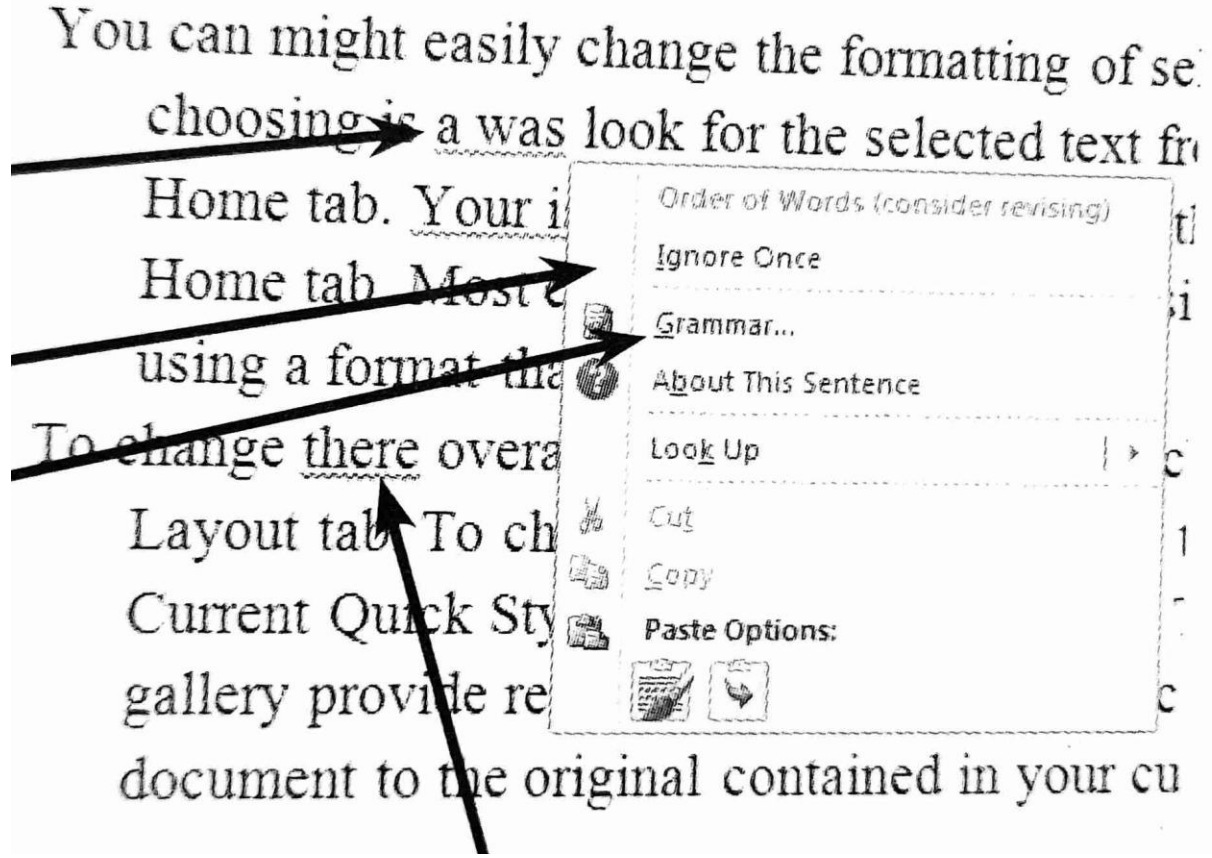 You can might easily change the formatting of se
choosing is a was look for the selected text fr
Home tab. Your i
Home tab. Most
using a format tha
To change there overa
Layout tab. To ch
Current Quick Sty
gallery provide re
document to the original contained in your cu
Order of Words (consider revising)
Ignore Once
Grammar...
About This Sentence
Look Up
Cut
Copy
Paste Options: